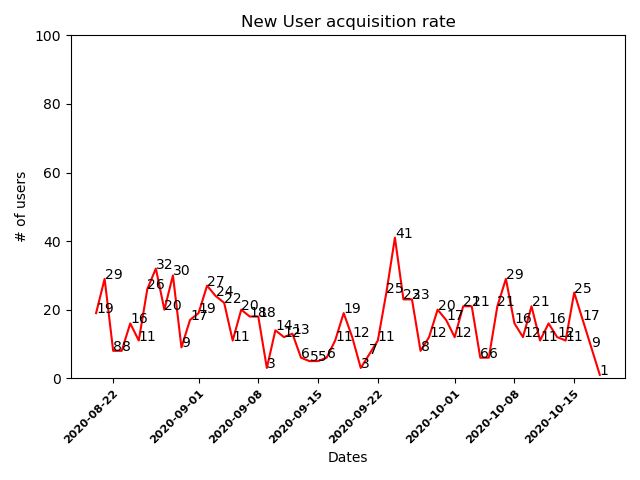 New User acquisition rate
100
80
60
40
20
0
# of users
19 29 8 8 16 11 26 32 20 30 9 17 19 27 24 22 11 20 18 18 3 14 12 13 6 5 5 6 11 19 12 3 7 11 25 41 23 23 8 12 20 17 12 21 21 6 6 21 29 16 12 21 11 16 12 11 25 17 9 1
2020-08-22 2020-09-01 2020-09-08 2020-09-15 2020-09-22 2020-10-01 2020-10-08 2020-10-15
Dates